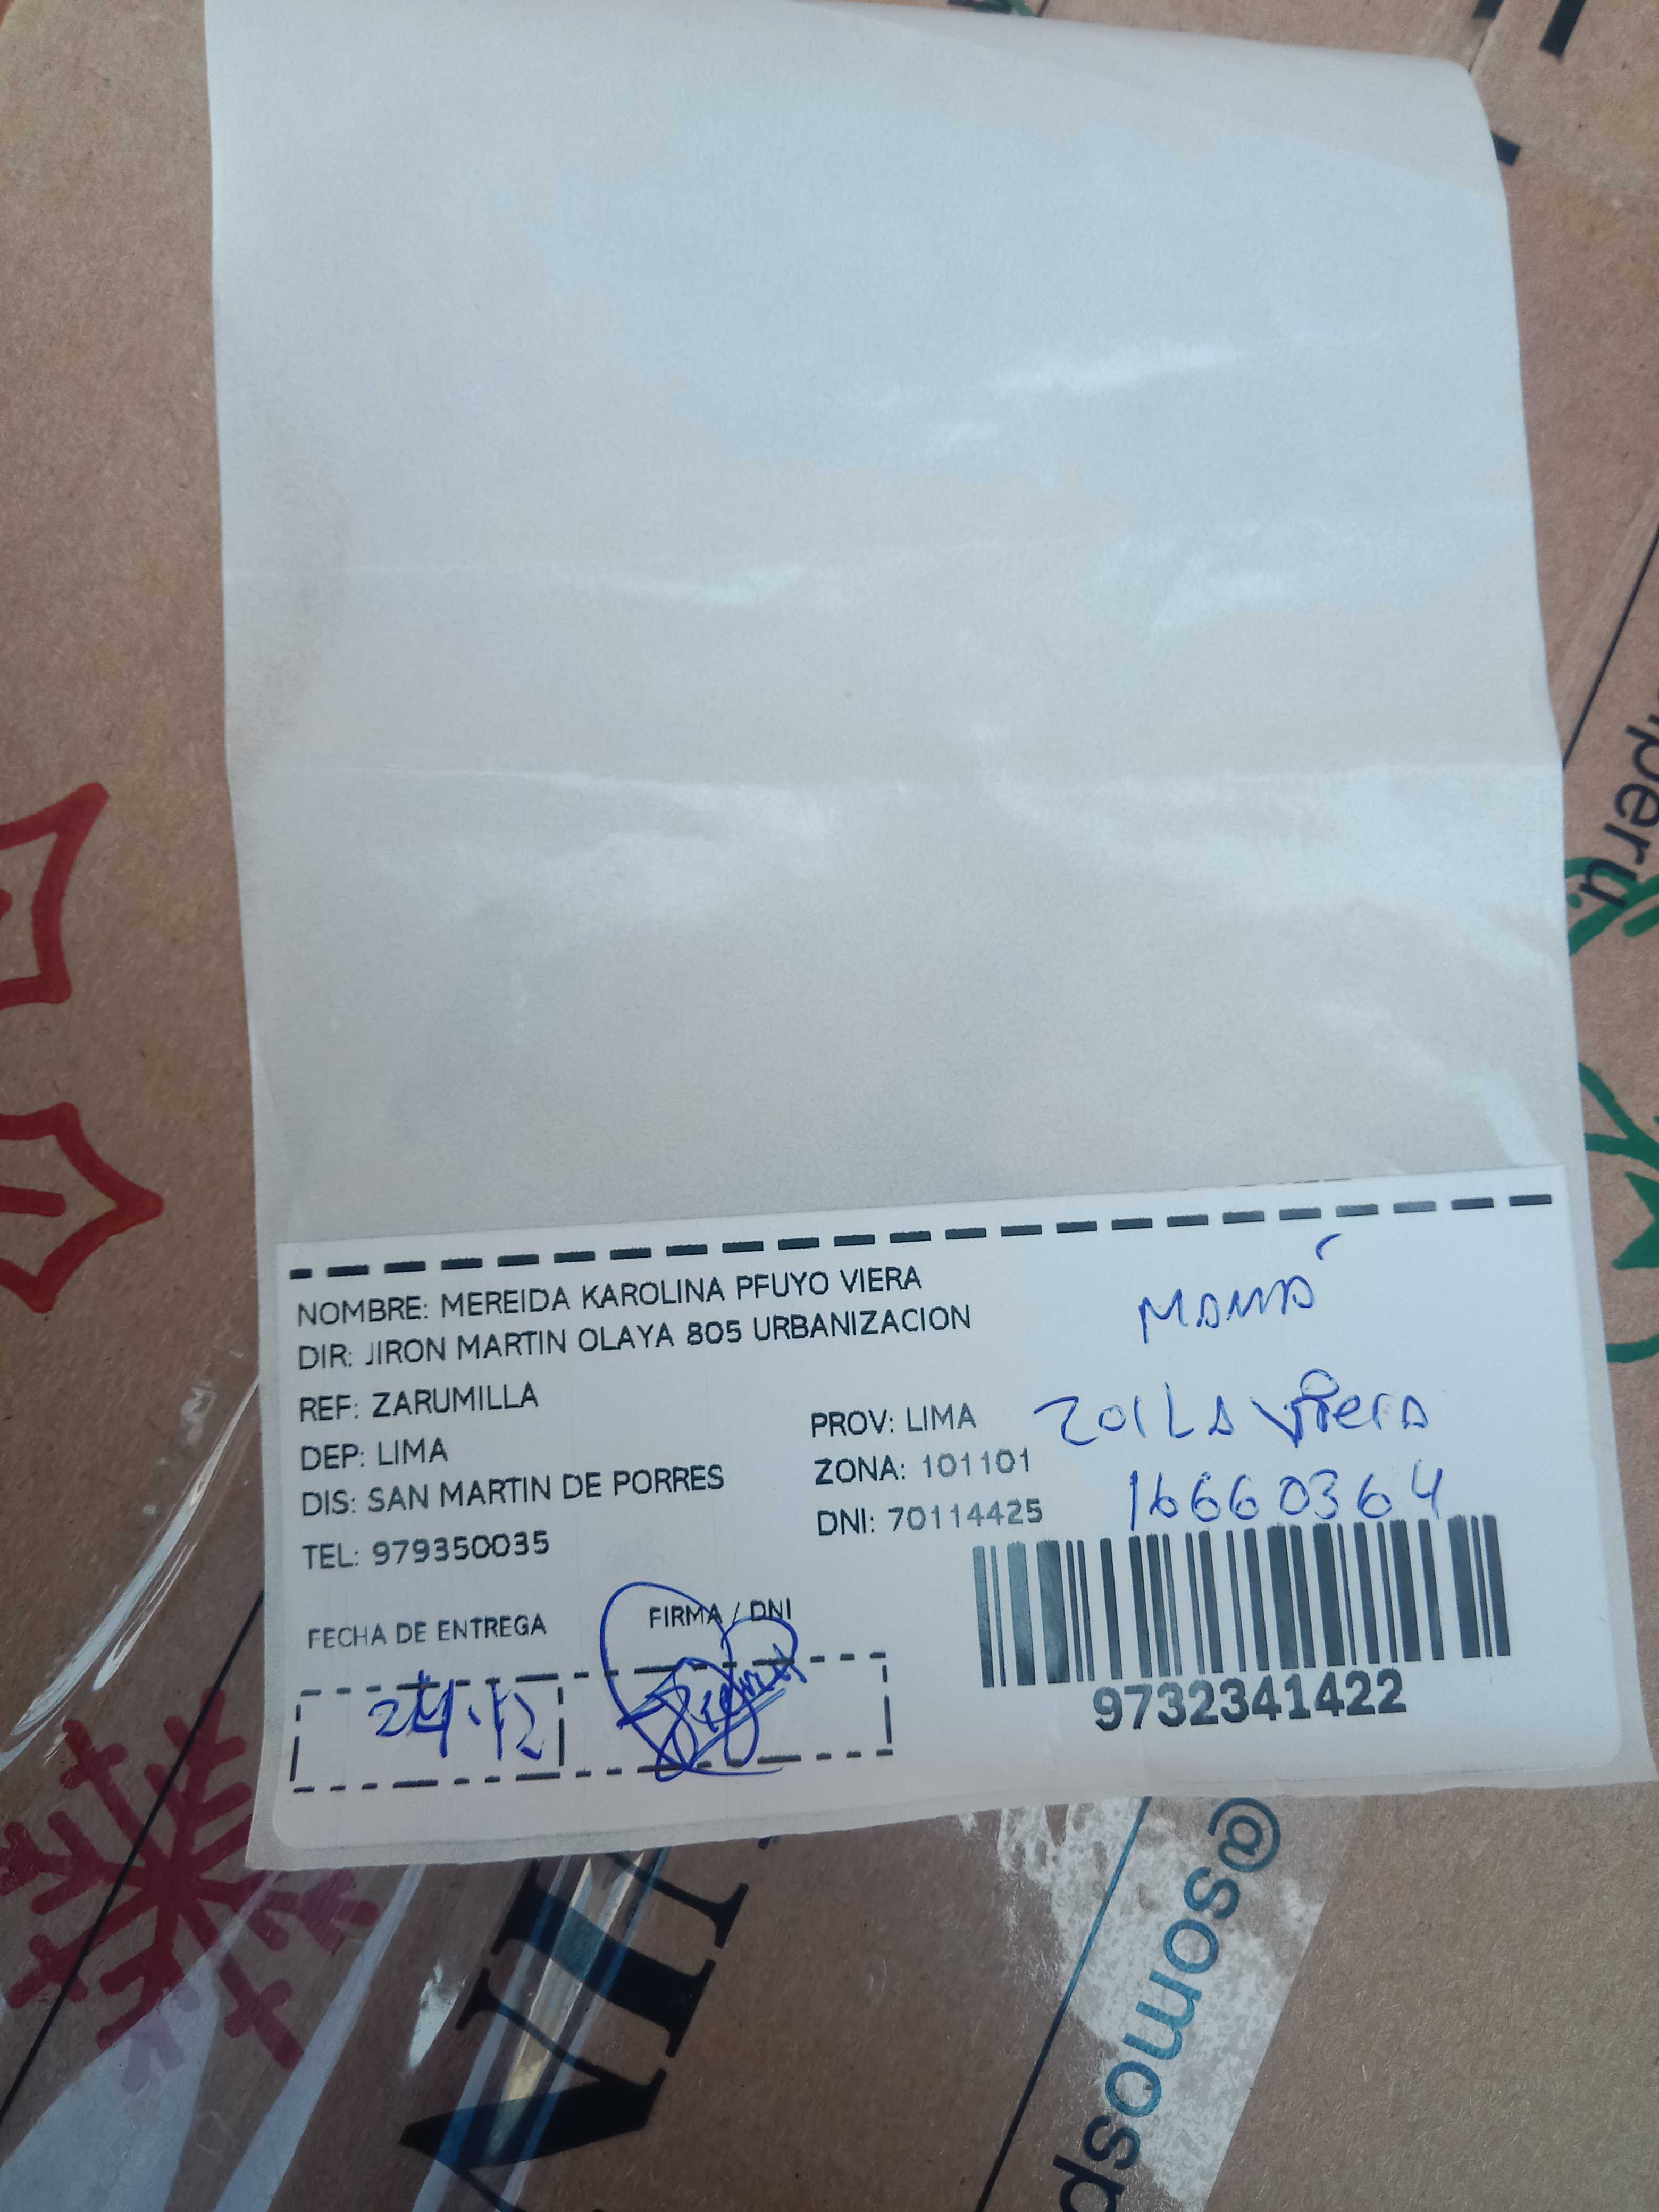 NOMBRE: MEREIDA KAROLINA PFUYO VIERA
DIR: JIRON MARTIN OLAYA 805 URBANIZACION
REF: ZARUMILLA
DEP: LIMA
PROV: LIMA
DIS: SAN MARTIN DE PORRES
ZONA: 101101
TEL: 979350035
DNI: 70114425
MAMÁ
ZOILA Viera
16660364
FECHA DE ENTREGA
FIRMA / DNI
24.12
9732341422
peru
@somosp